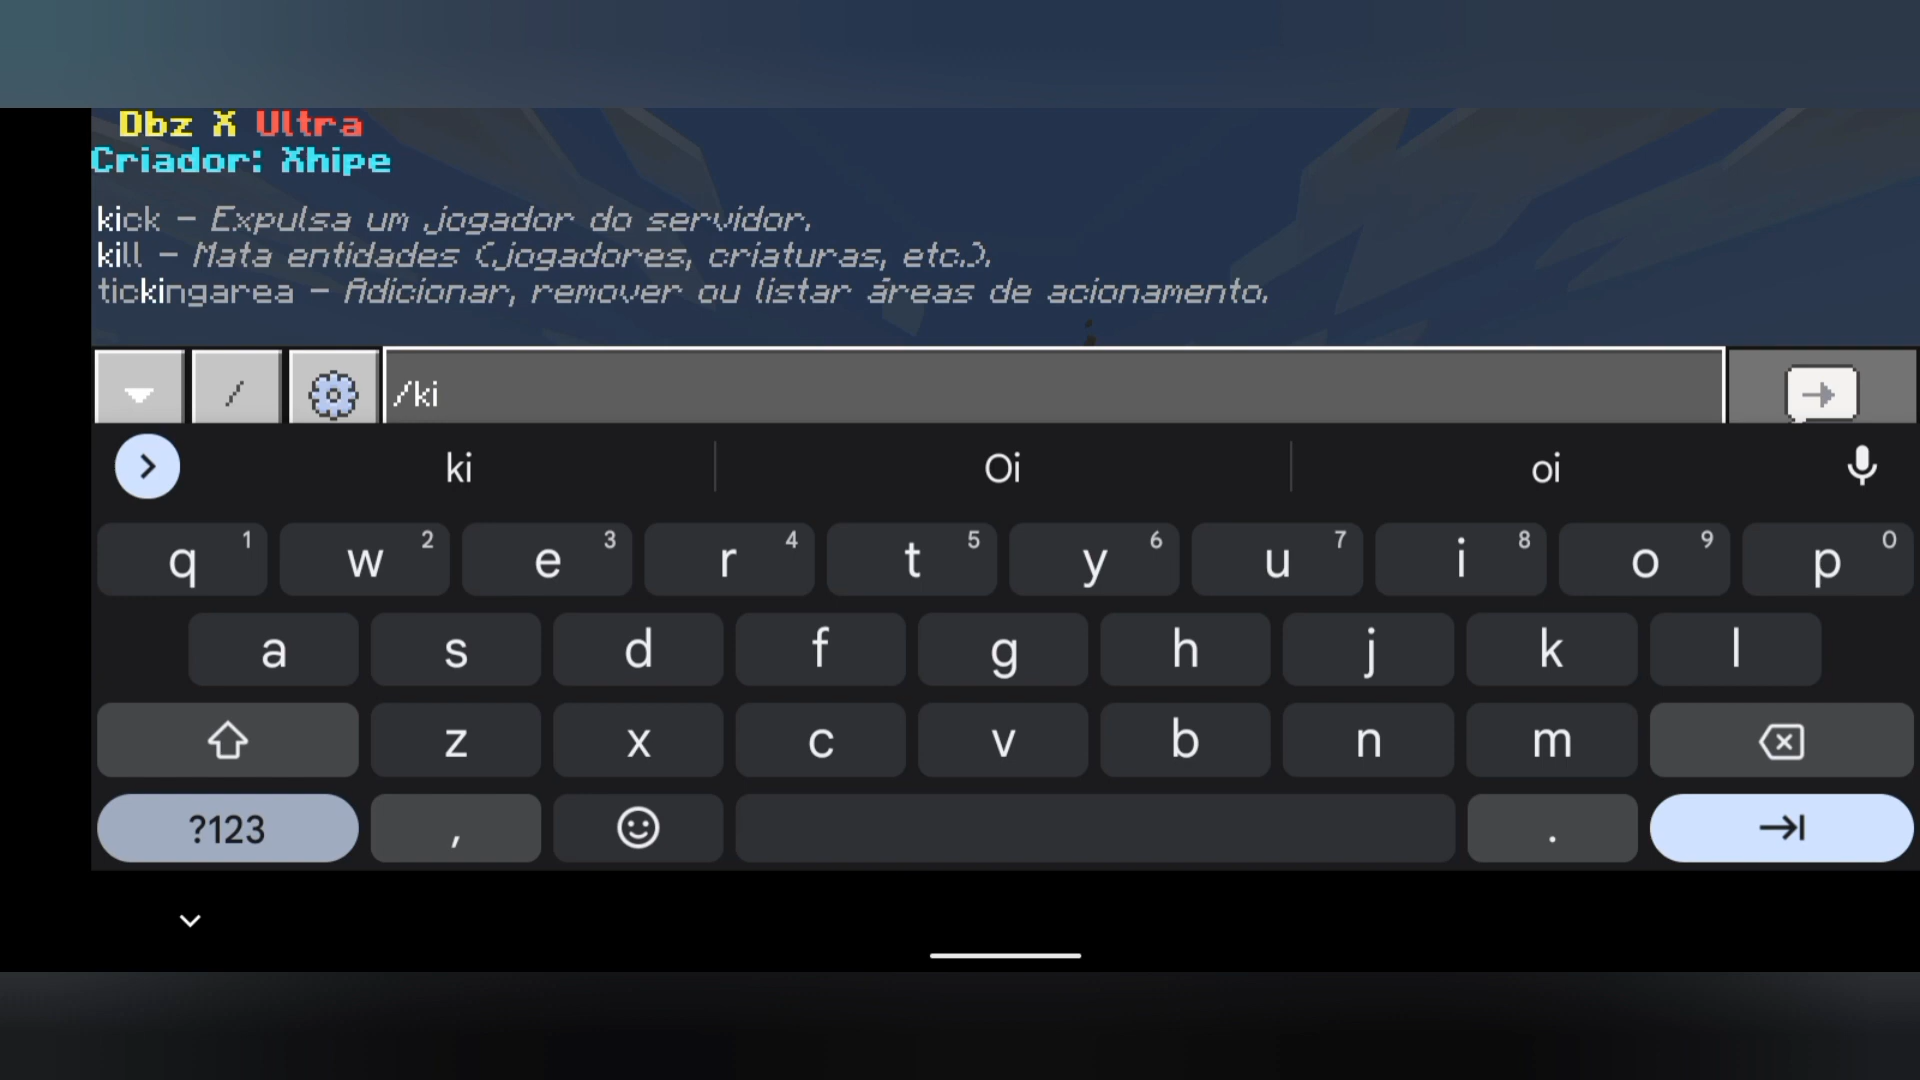 Dbz X Ultra
Criador: Xhipe
kick - Expulsa um jogador do servidor.
kill - Mata entidades (jogadores, criaturas, etc.).
tickingarea - Adicionar, remover ou listar áreas de acionamento.
/ /ki
ki Oi oi
q 1 w 2 e 3 r 4 t 5 y 6 u 7 i 8 o 9 p 0
a s d f g h j k l
z x c v b n m
?123 , .